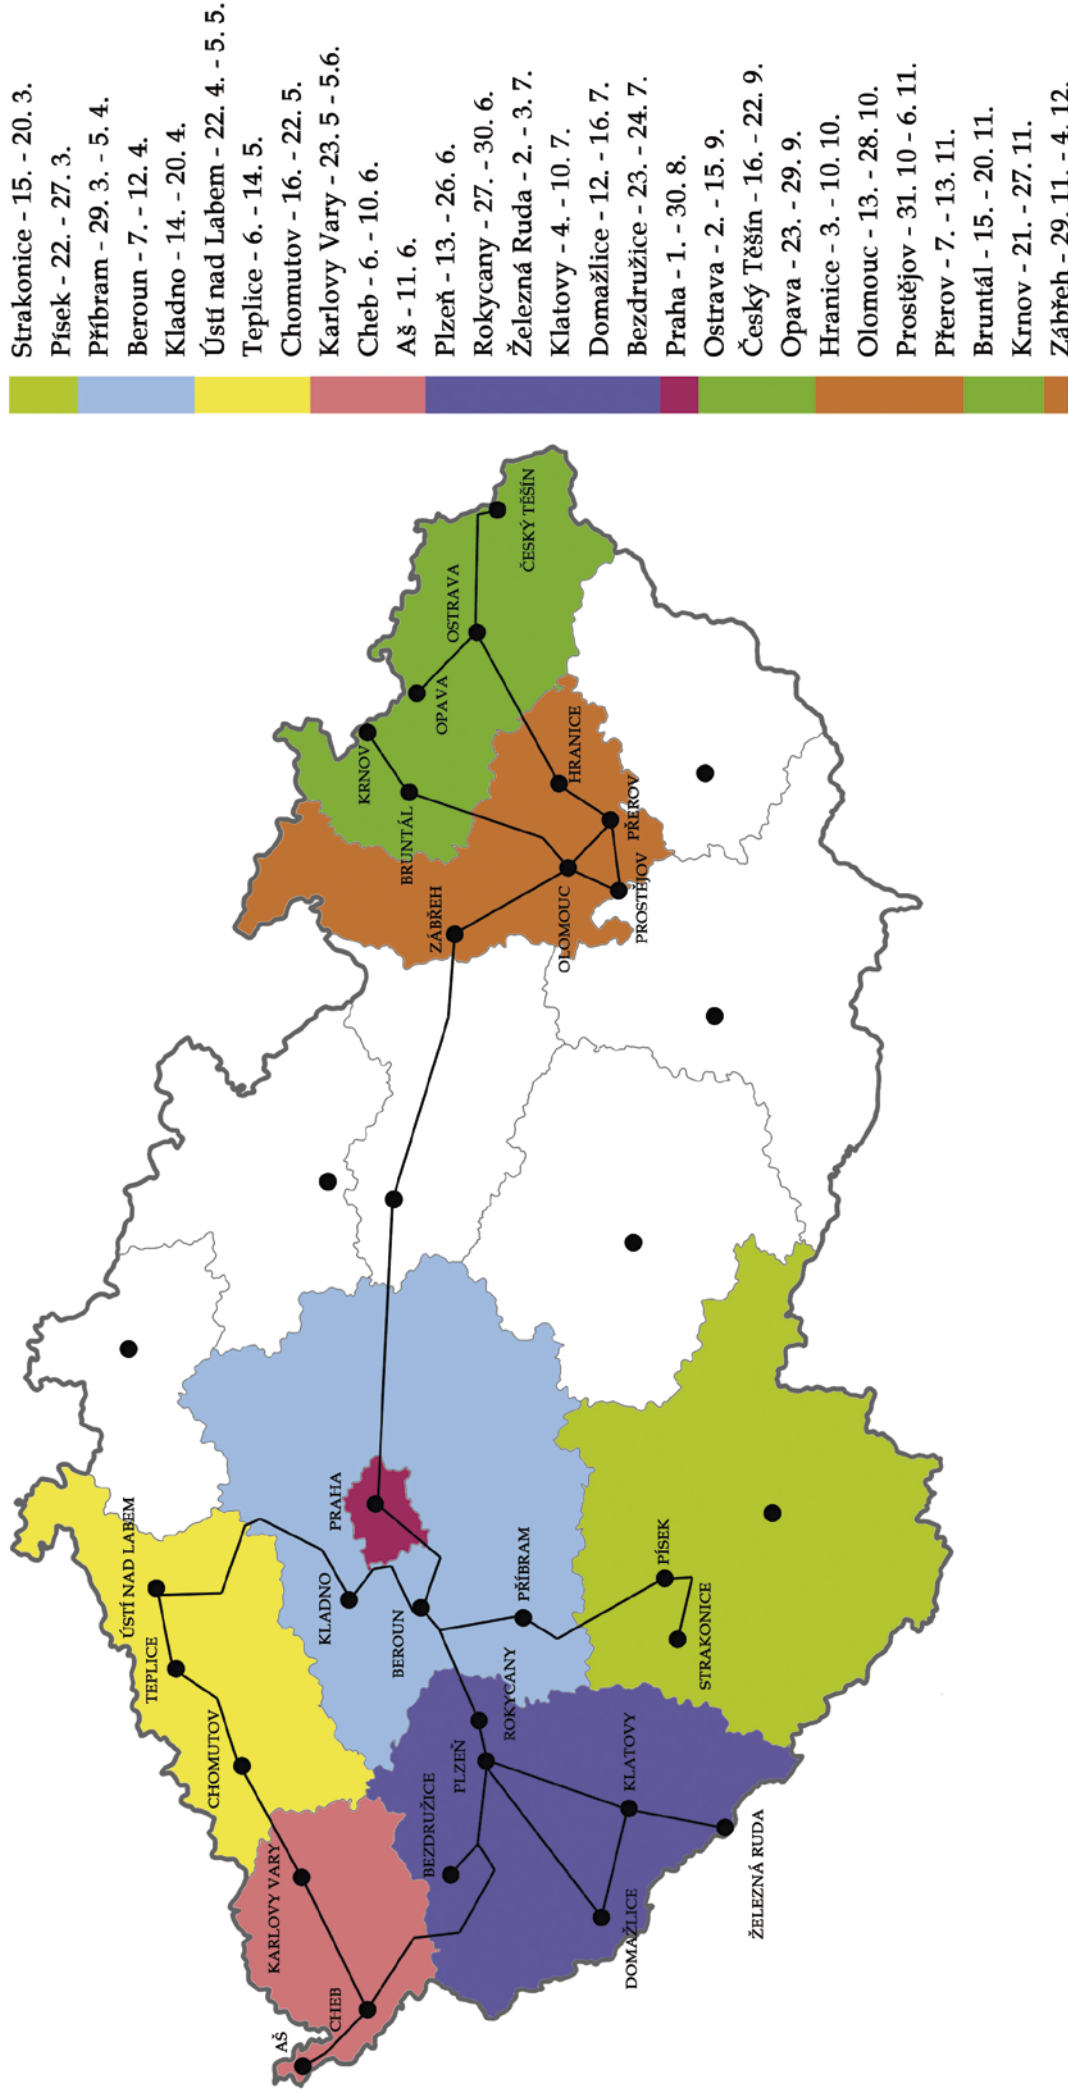 Strakonice - 15. - 20. 3.
Písek - 22. - 27. 3.
Příbram - 29. 3. - 5. 4.
Beroun - 7. - 12. 4.
Kladno - 14. - 20. 4.
Ústí nad Labem - 22. 4. - 5. 5.
Teplice - 6. - 14. 5.
Chomutov - 16. - 22. 5.
Karlovy Vary - 23. 5 - 5.6.
Cheb - 6. - 10. 6.
Aš - 11. 6.
Plzeň - 13. - 26. 6.
Rokycany - 27. - 30. 6.
Železná Ruda - 2. - 3. 7.
Klatovy - 4. - 10. 7.
Domažlice - 12. - 16. 7.
Bezdružice - 23. - 24. 7.
Praha - 1. - 30. 8.
Ostrava - 2. - 15. 9.
Český Těšín - 16. - 22. 9.
Opava - 23. - 29. 9.
Hranice - 3. - 10. 10.
Olomouc - 13. - 28. 10.
Prostějov - 31. 10 - 6. 11.
Přerov - 7. - 13. 11.
Bruntál - 15. - 20. 11.
Krnov - 21. - 27. 11.
Zábřeh - 29. 11. - 4. 12.
ÚSTÍ NAD LABEM
TEPLICE
CHOMUTOV
KARLOVY VARY
AŠ
CHEB
PRAHA
KLADNO
BEROUN
PŘÍBRAM
ROKYCANY
PLZEŇ
BEZDRUŽICE
PÍSEK
STRAKONICE
KLATOVY
DOMAŽLICE
ŽELEZNÁ RUDA
KRNOV
BRUNTÁL
OPAVA
OSTRAVA
ČESKÝ TĚŠÍN
ZÁBŘEH
OLOMOUC
HRANICE
PŘEROV
PROSTĚJOV